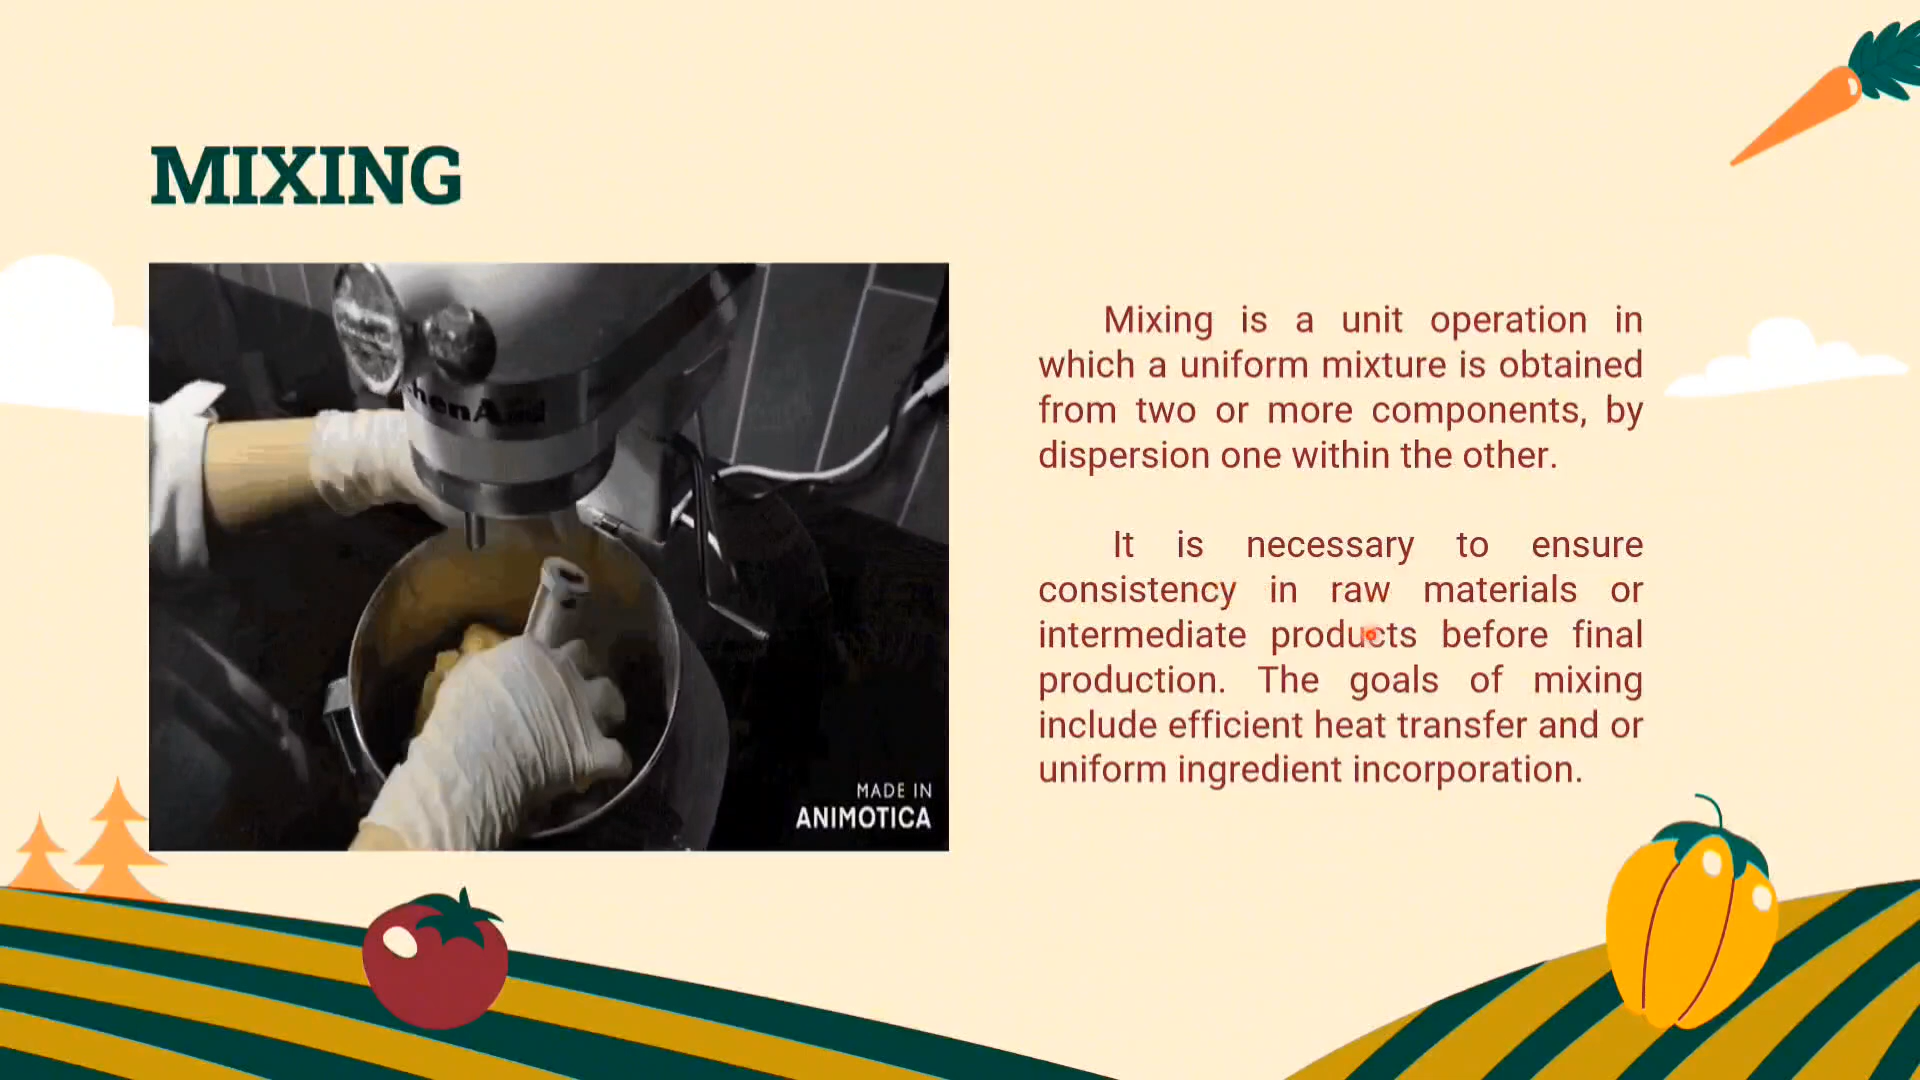 MIXING
chenAid
MADE IN
ANIMOTICA
Mixing is a unit operation in
which a uniform mixture is obtained
from two or more components, by
dispersion one within the other.
It is necessary to ensure
consistency in raw materials or
intermediate products before final
production. The goals of mixing
include efficient heat transfer and or
uniform ingredient incorporation.